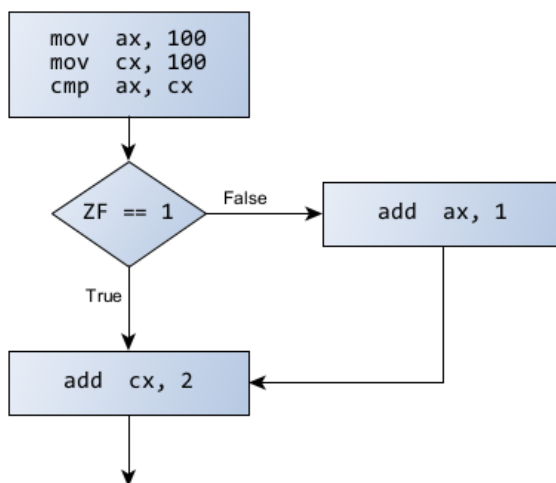 mov ax, 100
mov cx, 100
cmp ax, cx
ZF == 1
False
add ax, 1
True
add cx, 2